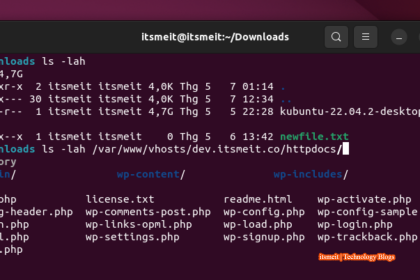 itsmeit@itsmeit:~/Downloads
nloads ls -lah
4,7G
xr-x  2 itsmeit itsmeit 4,0K Thg 5   7 01:14 .
x--- 30 itsmeit itsmeit 4,0K Thg 5   7 12:34 ..
-r--  1 itsmeit itsmeit 4,7G Thg 5   5 22:28 kubuntu-22.04.2-desktop
xr-x  1 itsmeit itsmeit    0 Thg 5   6 13:42 newfile.txt
nloads ls -lah /var/www/vhosts/dev.itsmeit.co/httpdocs/
ory
in/ wp-content/ wp-includes/
php license.txt readme.html wp-activate.php
g-header.php wp-comments-post.php wp-config.php wp-config-sample
n.php wp-links-opml.php wp-load.php wp-login.php
l.php wp-settings.php wp-signup.php wp-trackback.php
.php
itsmeit | Technology Blogs